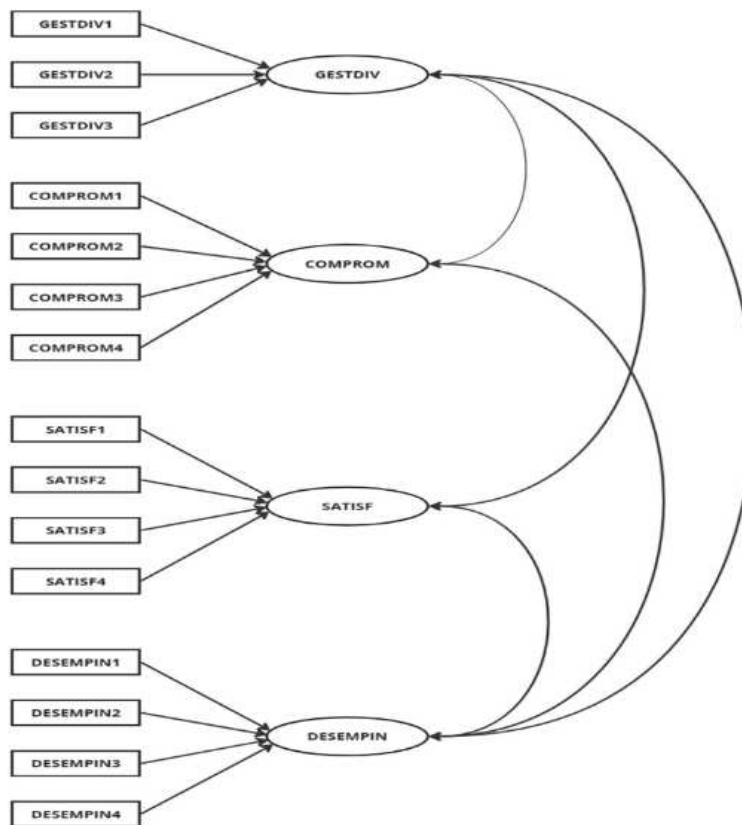 GESTDIV1
GESTDIV2
GESTDIV3
GESTDIV
COMPROM1
COMPROM2
COMPROM3
COMPROM4
COMPROM
SATISF1
SATISF2
SATISF3
SATISF4
SATISF
DESEMPIN1
DESEMPIN2
DESEMPIN3
DESEMPIN4
DESEMPIN